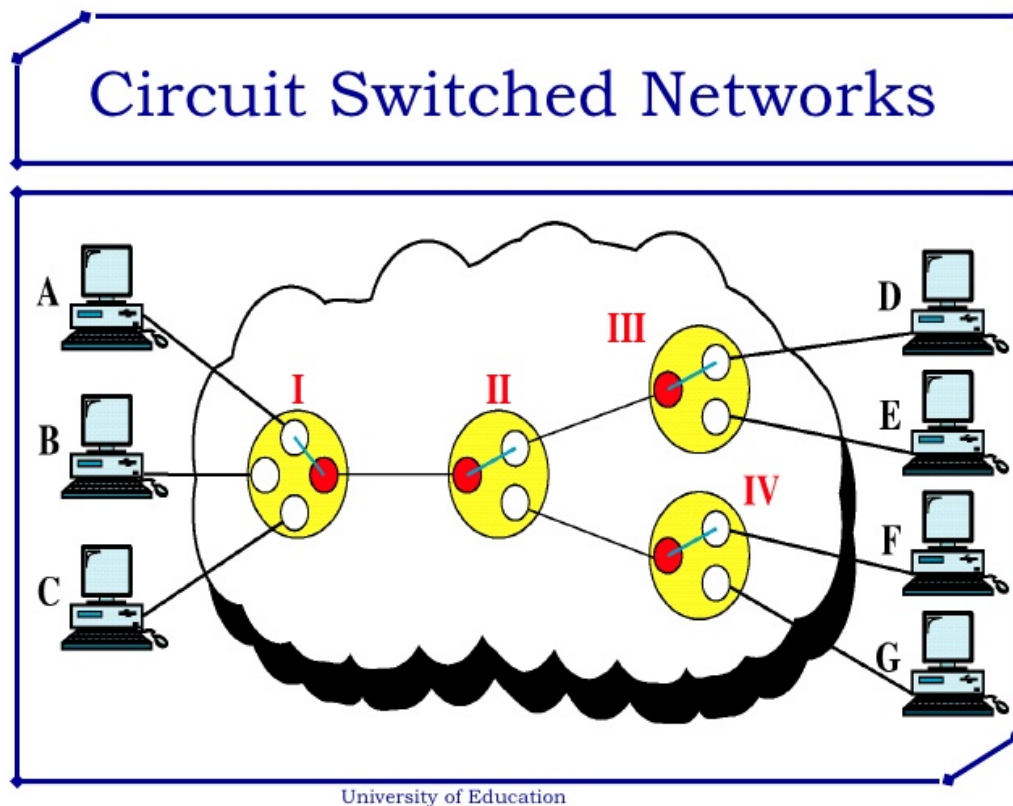 Circuit Switched Networks
A
B
C
I
II
III
IV
D
E
F
G
University of Education